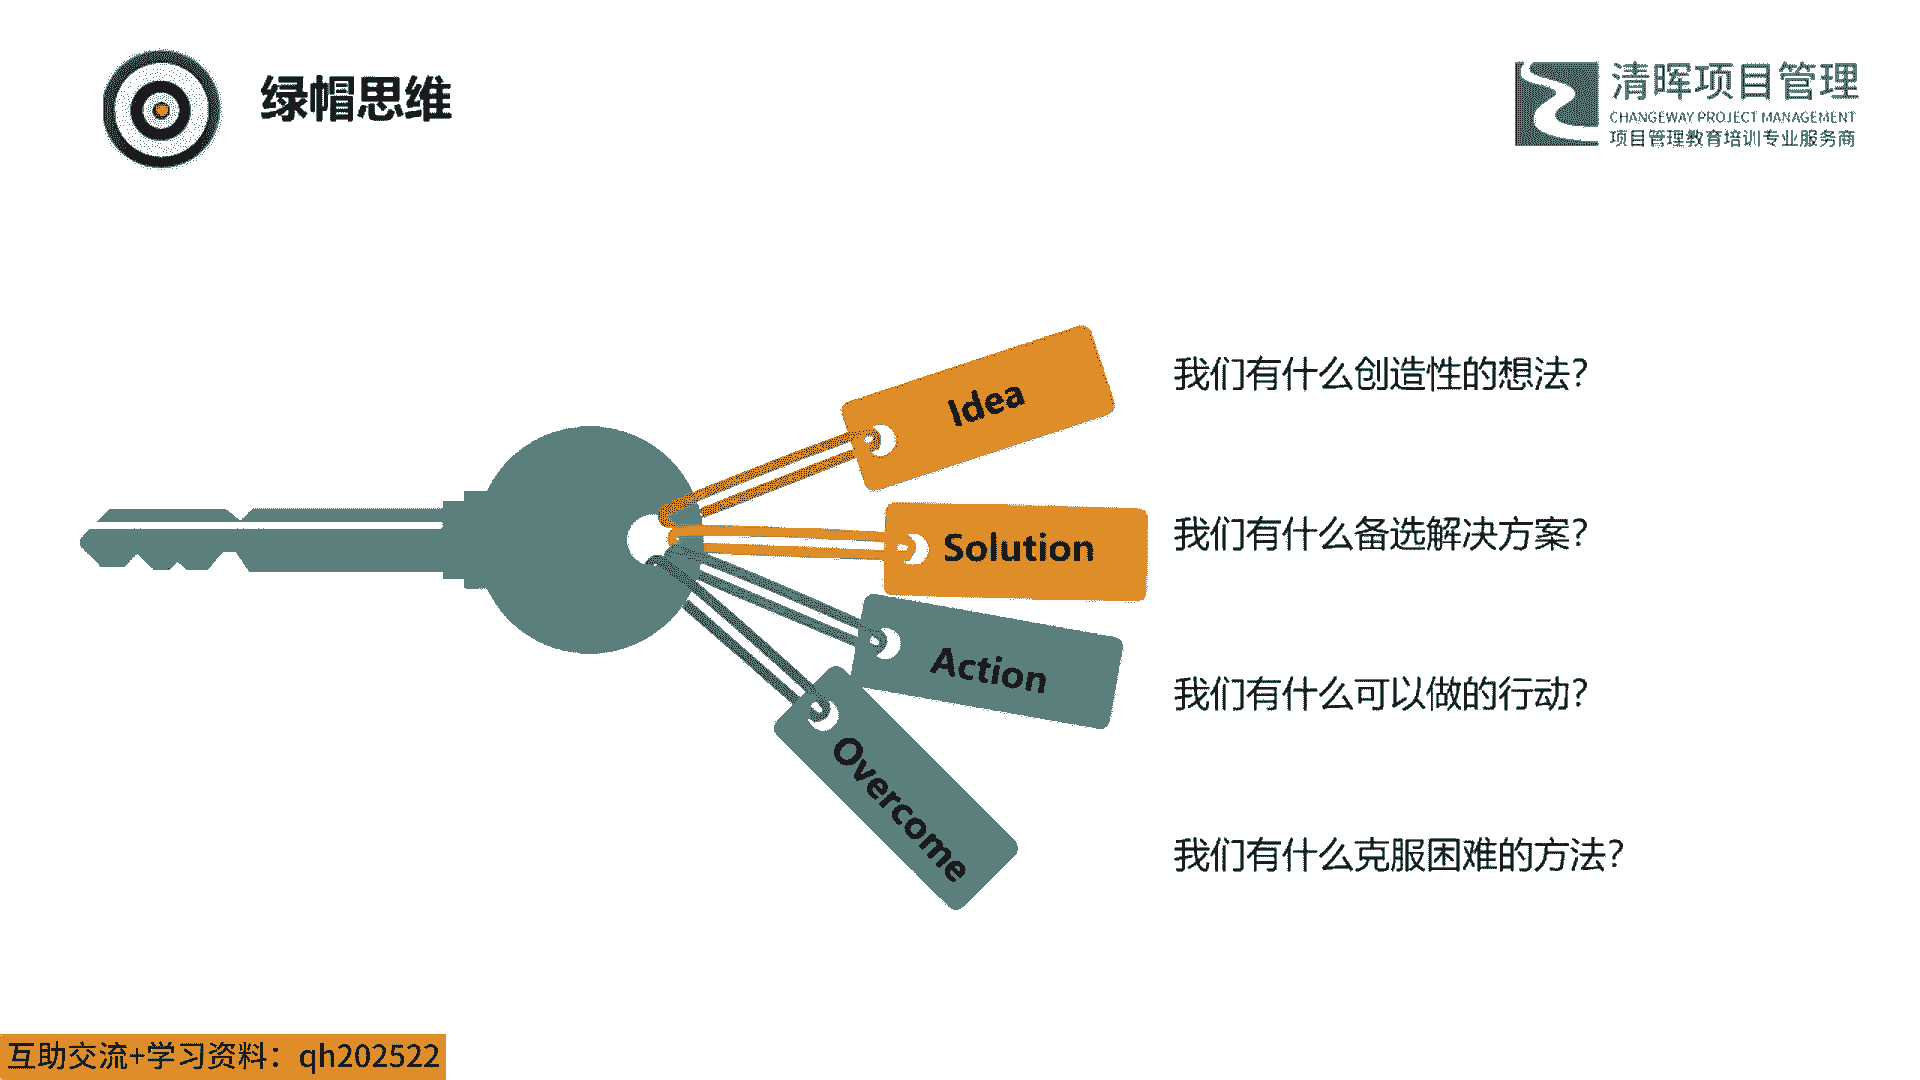 绿帽思维
清晖项目管理
CHANGEWAY PROJECT MANAGEMENT
项目管理教育培训专业服务商
Idea
我们有什么创造性的想法？
Solution
我们有什么备选解决方案？
Action
我们有什么可以做的行动？
Overcome
我们有什么克服困难的方法？
互助交流+学习资料：qh202522